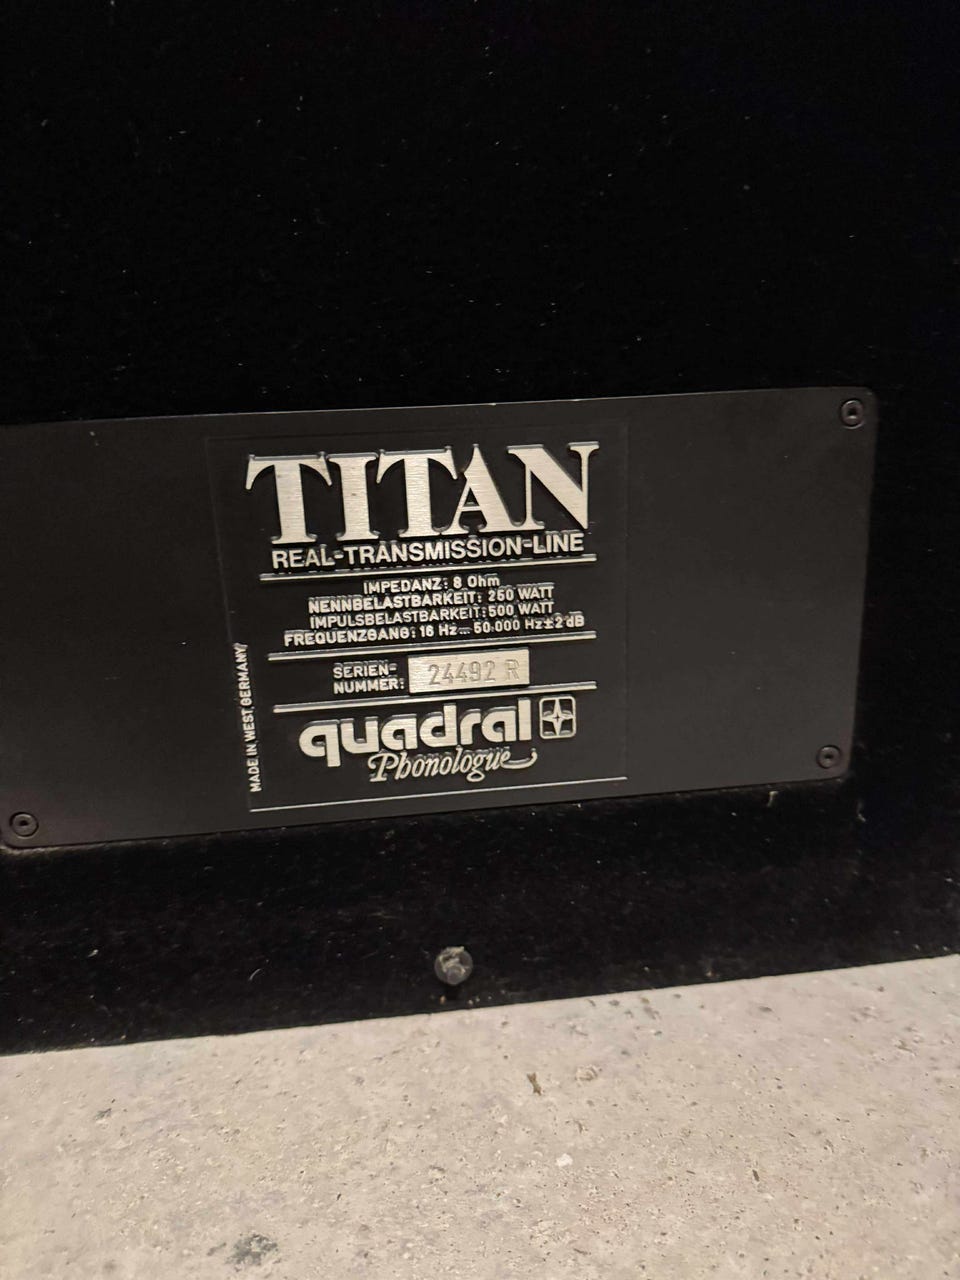 TITAN
REAL-TRANSMISSION-LINE
IMPEDANZ: 8 Ohm
NENNBELASTBARKEIT: 250 WATT
IMPULSBELASTBARKEIT: 500 WATT
FREQUENZGANG: 16 Hz - 50.000 Hz ± 2 dB
SERIEN-
NUMMER: 24492 R
MADE IN WEST GERMANY
quadral
Phonologue